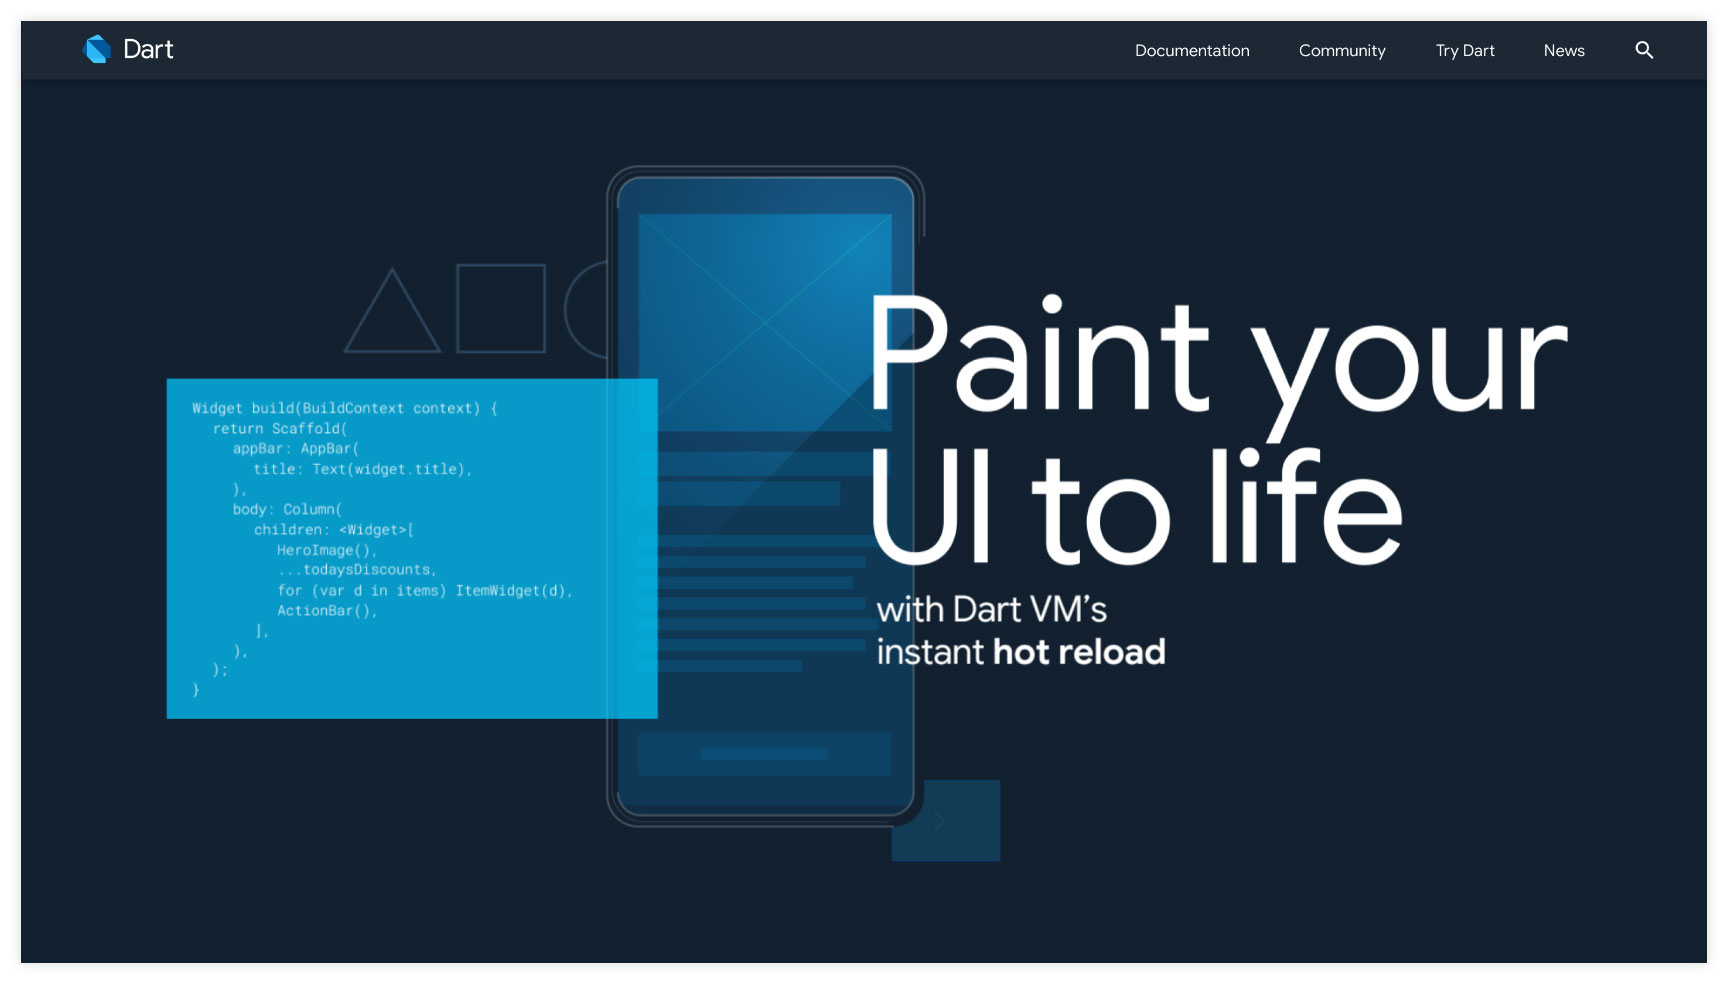 Dart
Documentation
Community
Try Dart
News
Paint your
UI to life
with Dart VM’s
instant hot reload
Widget build(BuildContext context) {
return Scaffold(
appBar: AppBar(
title: Text(widget.title),
),
body: Column(
children: <Widget>[
HeroImage(),
...todaysDiscounts,
for (var d in items) ItemWidget(d),
ActionBar(),
],
),
);
}